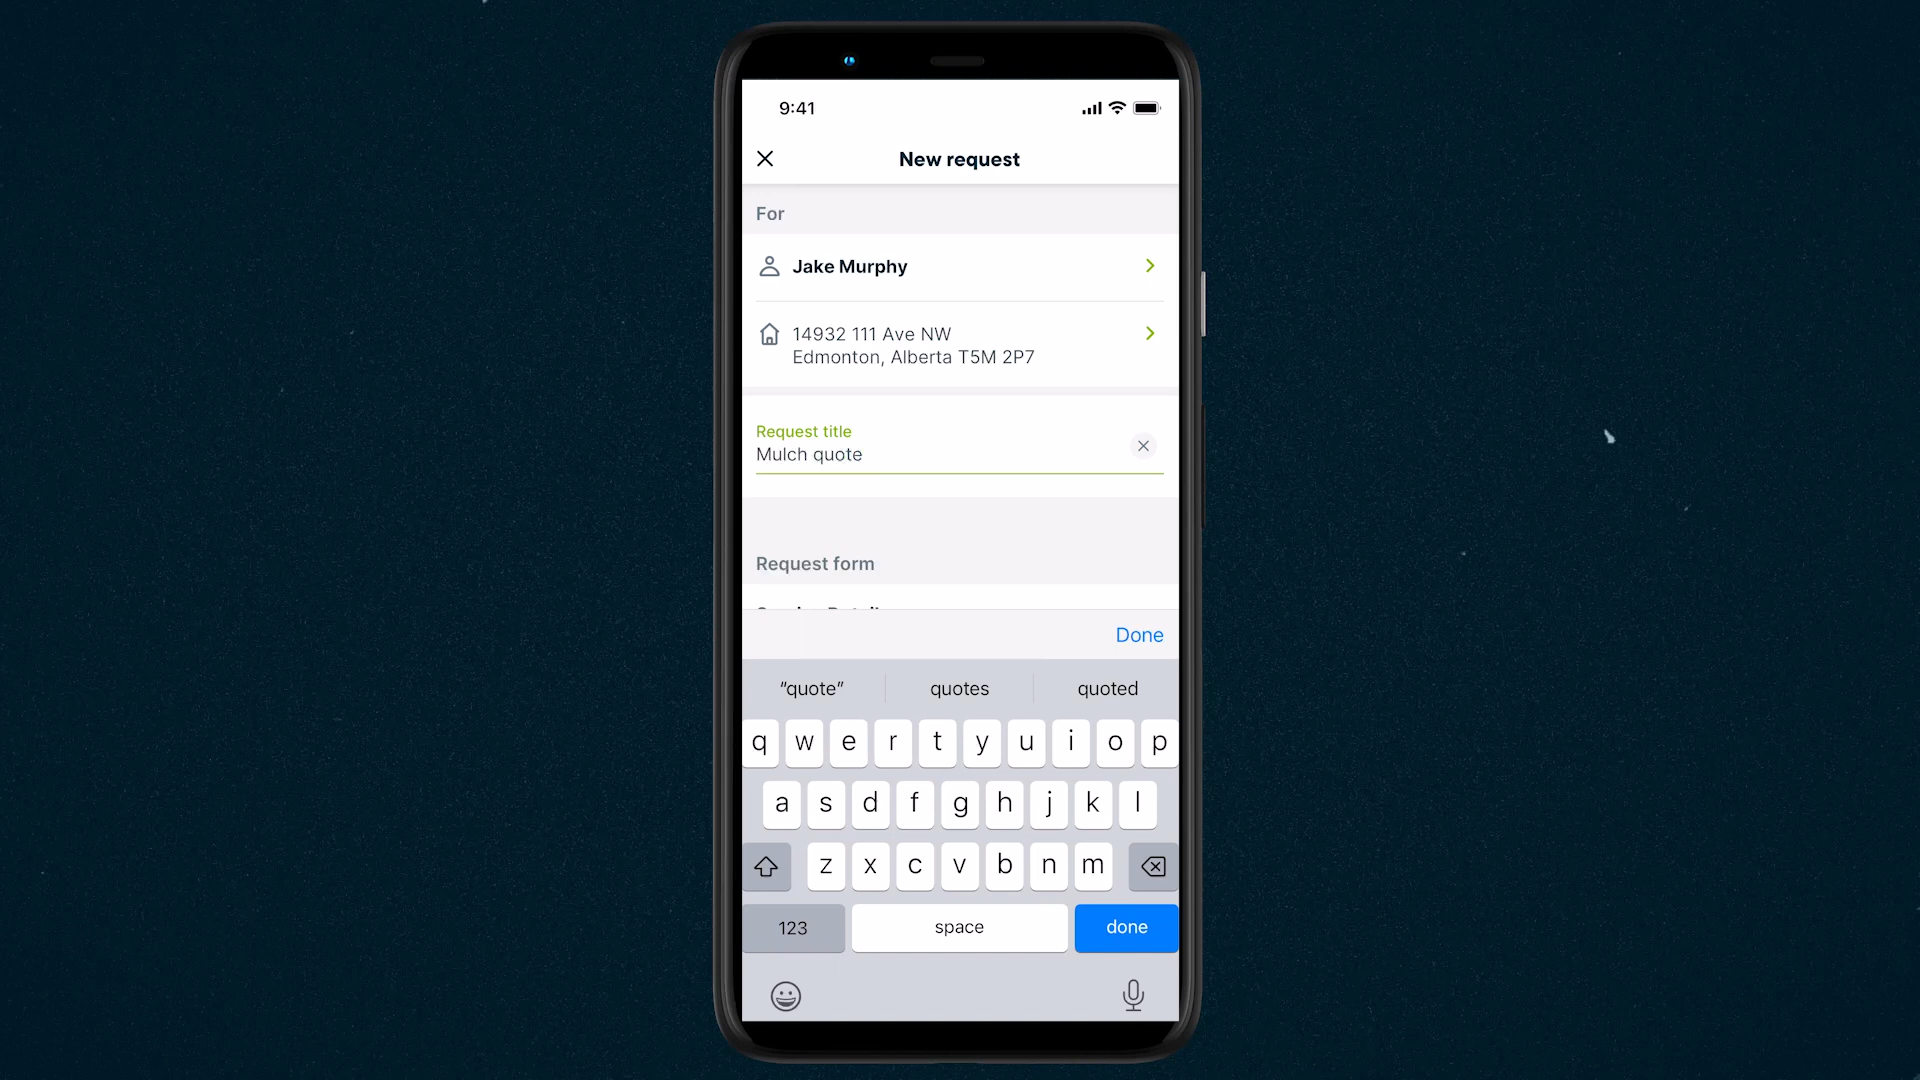 9:41
New request
For
Jake Murphy
14932 111 Ave NW
Edmonton, Alberta T5M 2P7
Request title
Mulch quote
Request form
Done
“quote” quotes quoted
q w e r t y u i o p
a s d f g h j k l
z x c v b n m
123 space done